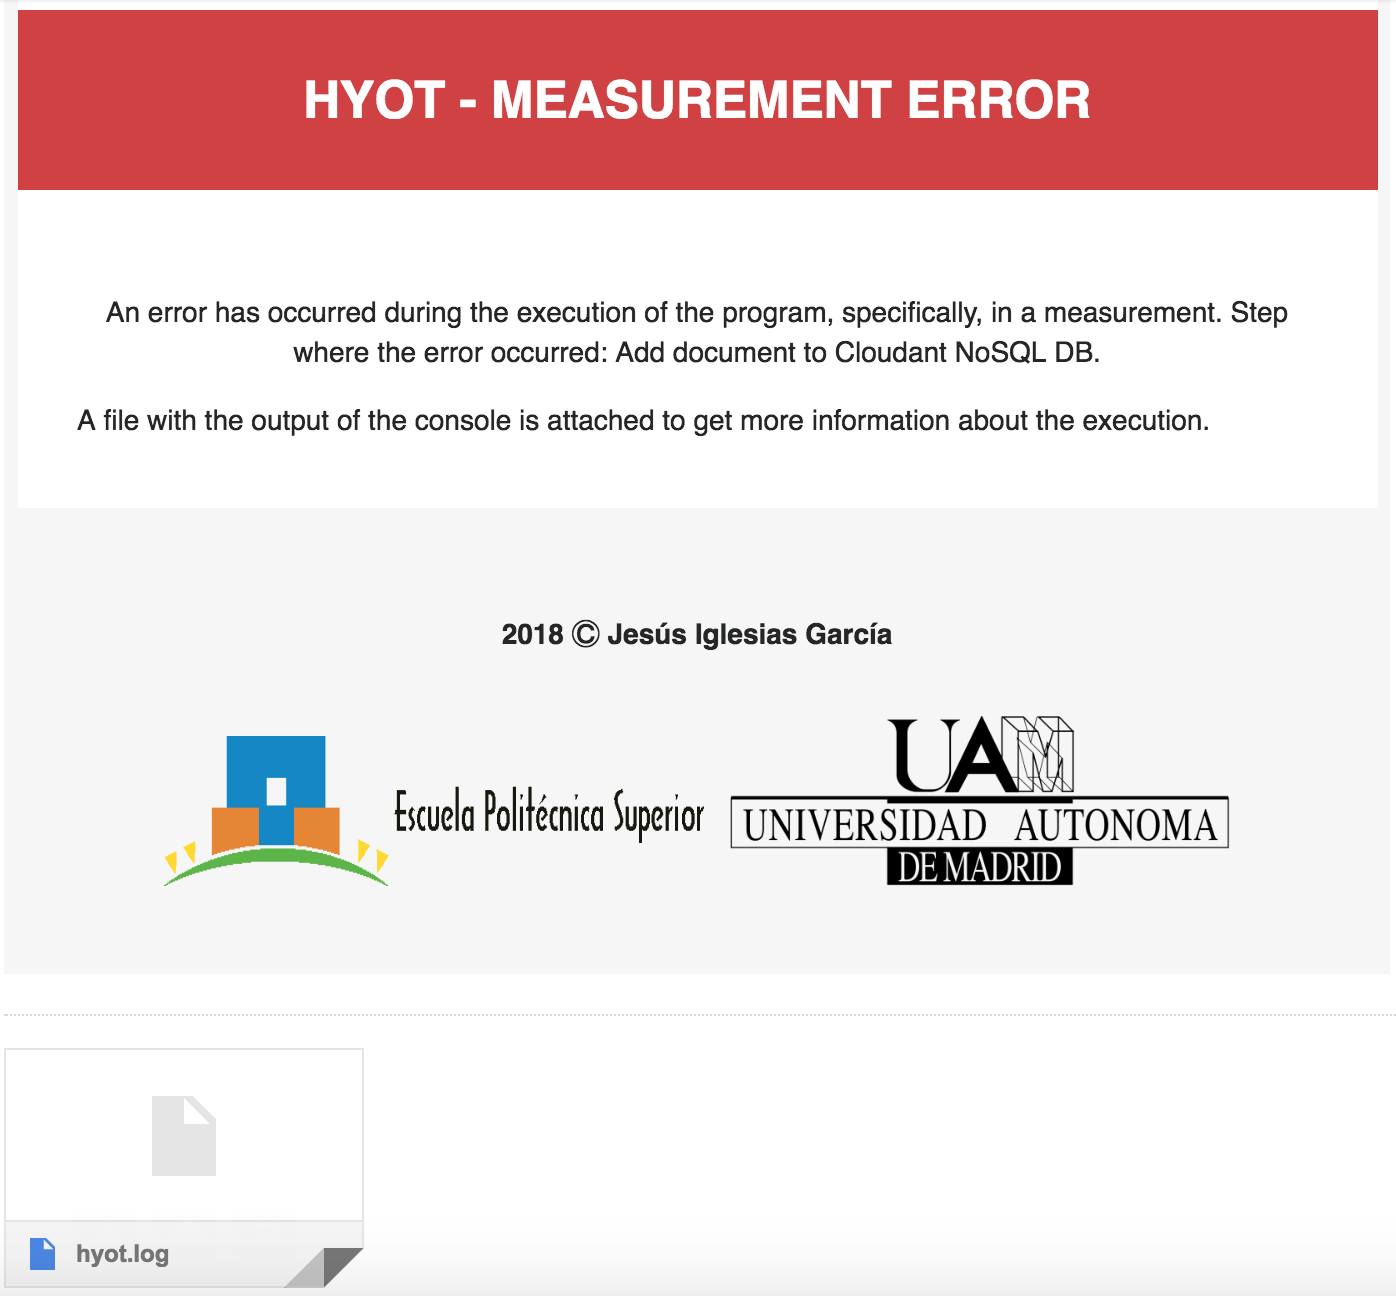 HYOT - MEASUREMENT ERROR
An error has occurred during the execution of the program, specifically, in a measurement. Step
where the error occurred: Add document to Cloudant NoSQL DB.
A file with the output of the console is attached to get more information about the execution.
2018 © Jesús Iglesias García
Escuela Politécnica Superior
UAM
UNIVERSIDAD AUTONOMA
DE MADRID
hyot.log